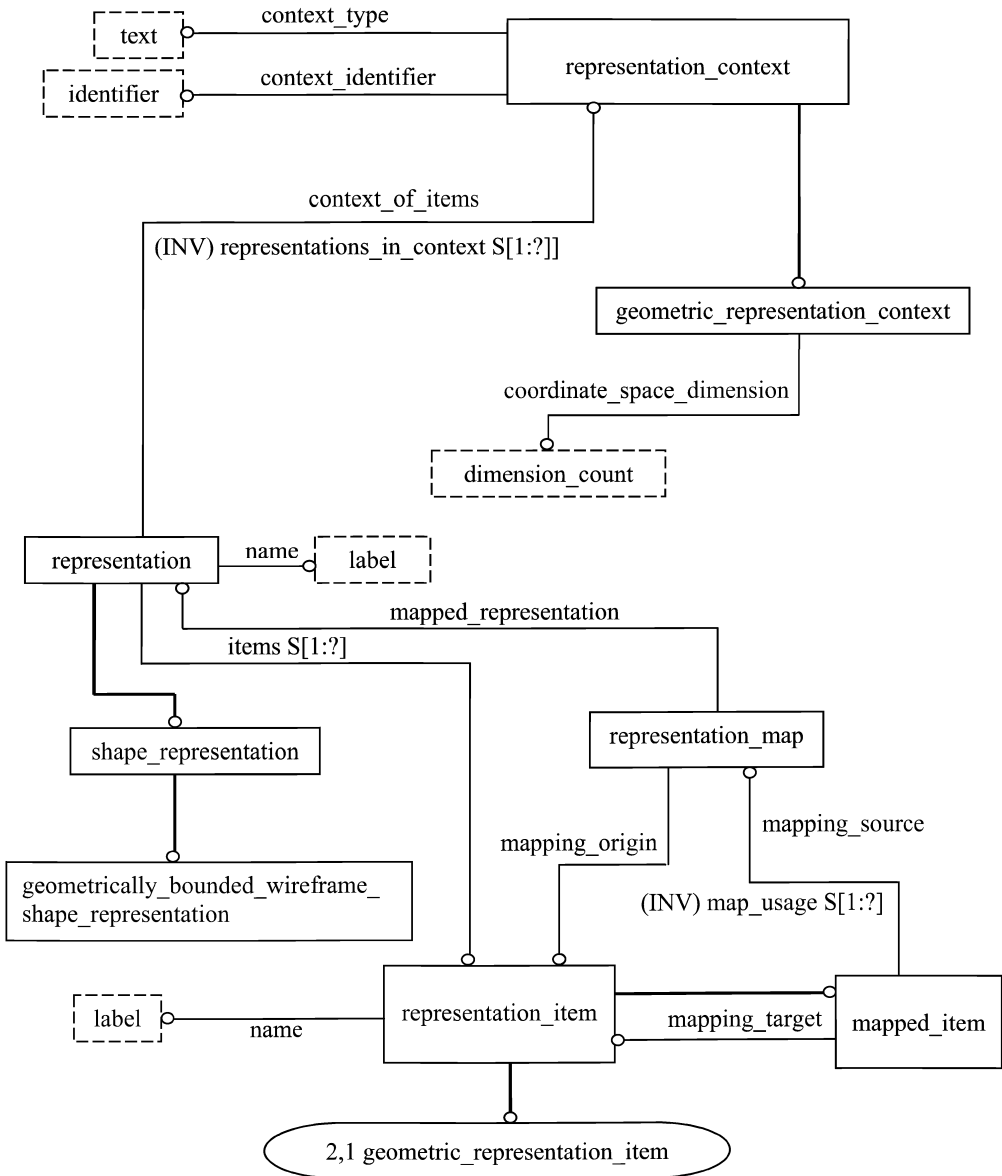 context_type
text
representation_context
context_identifier
identifier
context_of_items
(INV) representations_in_context S[1:?]]
geometric_representation_context
coordinate_space_dimension
dimension_count
representation
name
label
mapped_representation
items S[1:?]
shape_representation
representation_map
mapping_origin
mapping_source
geometrically_bounded_wireframe_
shape_representation
(INV) map_usage S[1:?]
label
name
representation_item
mapping_target
mapped_item
2,1 geometric_representation_item